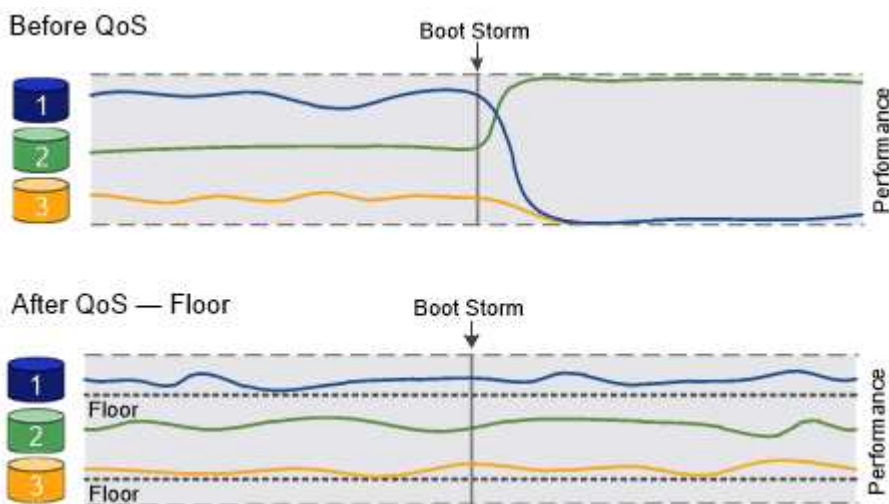 Before QoS
Boot Storm
1
2
3
Performance
After QoS — Floor
Boot Storm
1
Floor
2
3
Floor
Performance